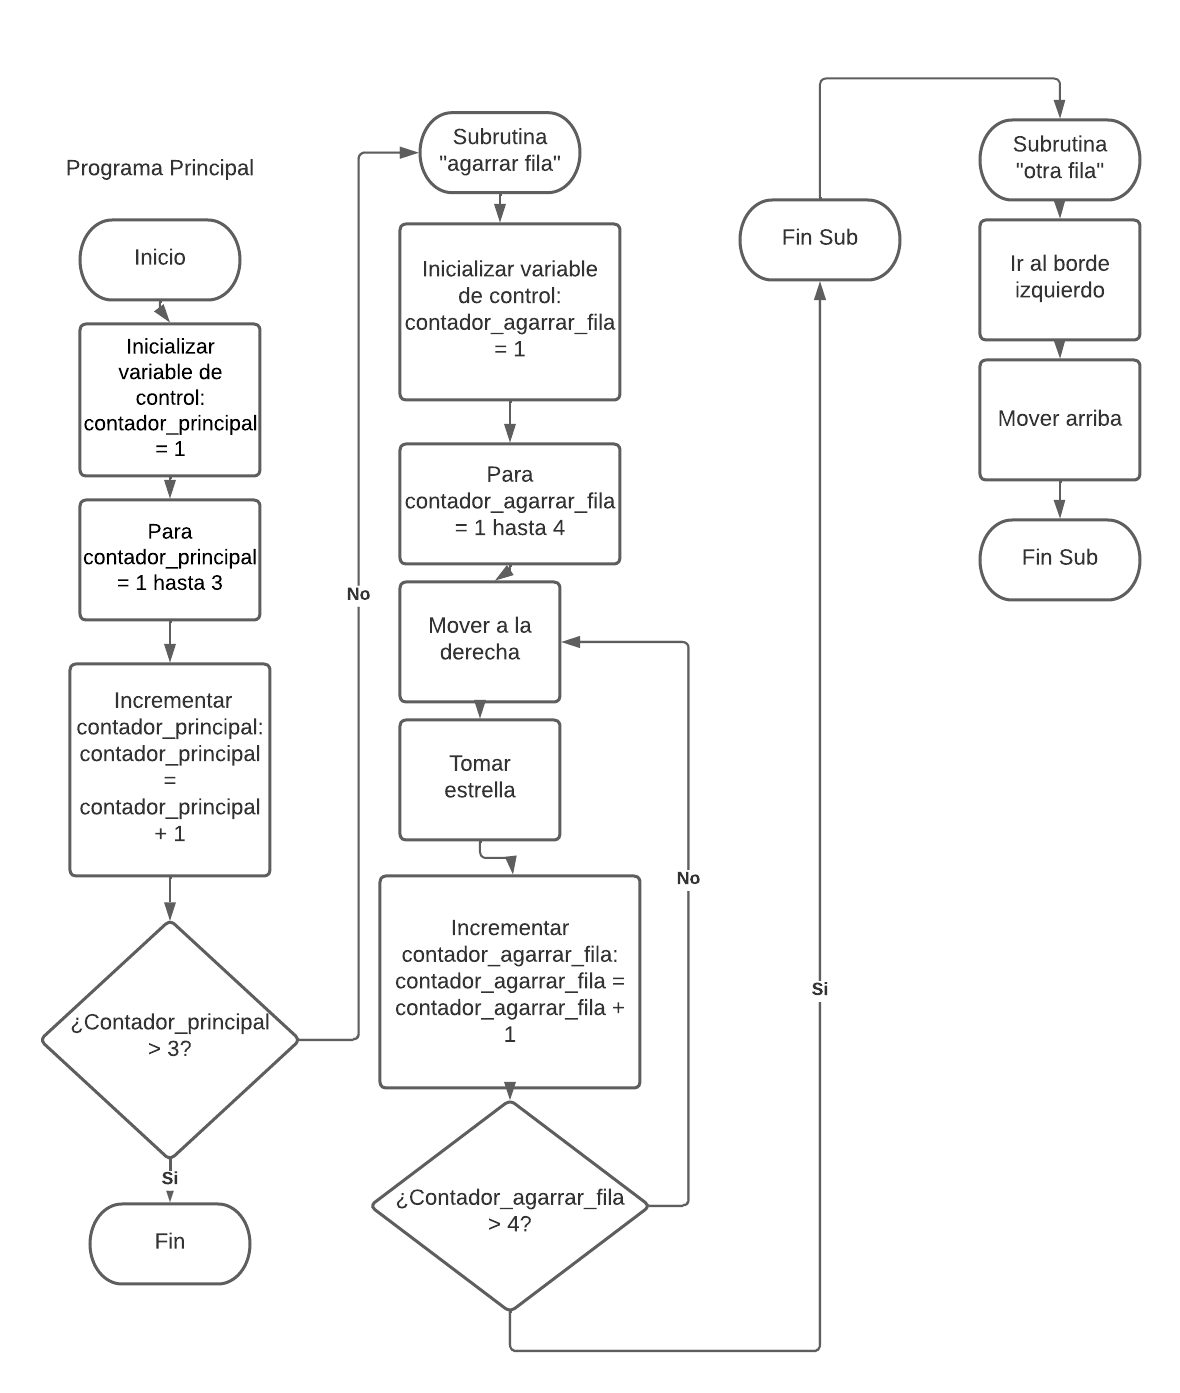 Programa Principal
Inicio
Inicializar
variable de
control:
contador_principal
= 1
Para
contador_principal
= 1 hasta 3
Incrementar
contador_principal:
contador_principal
=
contador_principal
+ 1
¿Contador_principal
> 3?
Si
Fin
No
Subrutina
"agarrar fila"
Inicializar variable
de control:
contador_agarrar_fila
= 1
Para
contador_agarrar_fila
= 1 hasta 4
Mover a la
derecha
Tomar
estrella
Incrementar
contador_agarrar_fila:
contador_agarrar_fila =
contador_agarrar_fila +
1
¿Contador_agarrar_fila
> 4?
No
Si
Fin Sub
Subrutina
"otra fila"
Ir al borde
izquierdo
Mover arriba
Fin Sub